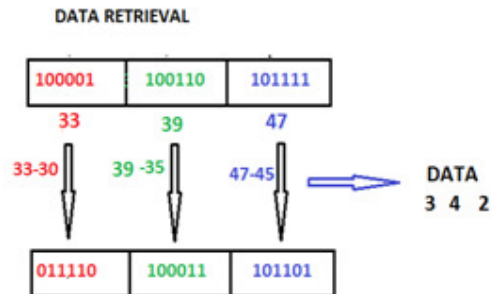 DATA RETRIEVAL
100001 100110 101111
33 39 47
33-30 39 -35 47-45 DATA
3 4 2
011110 100011 101101